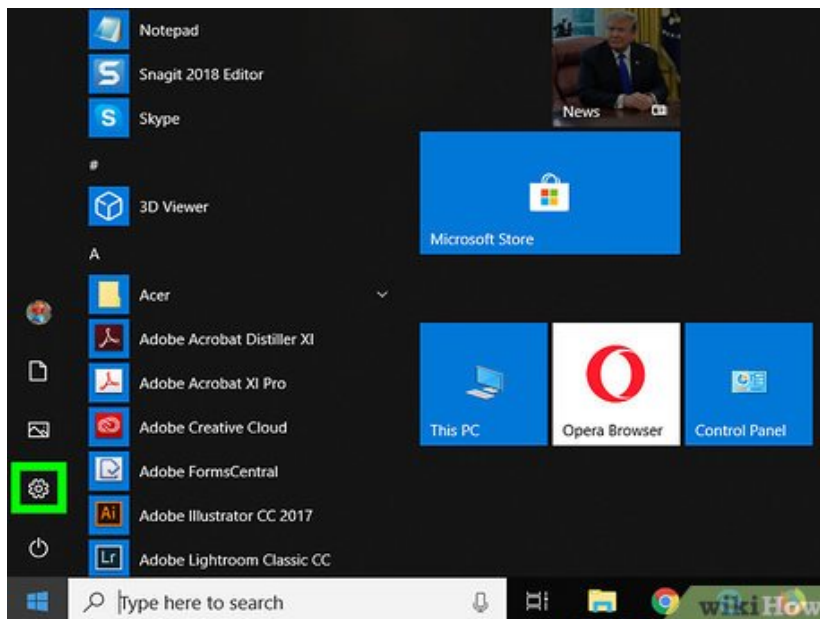 Notepad
Snagit 2018 Editor
S
Skype
#
3D Viewer
A
Acer
Adobe Acrobat Distiller XI
Adobe Acrobat XI Pro
Adobe Creative Cloud
Adobe FormsCentral
Ai
Adobe Illustrator CC 2017
Lr
Adobe Lightroom Classic CC
News
Microsoft Store
This PC
Opera Browser
Control Panel
Type here to search
wikiHow